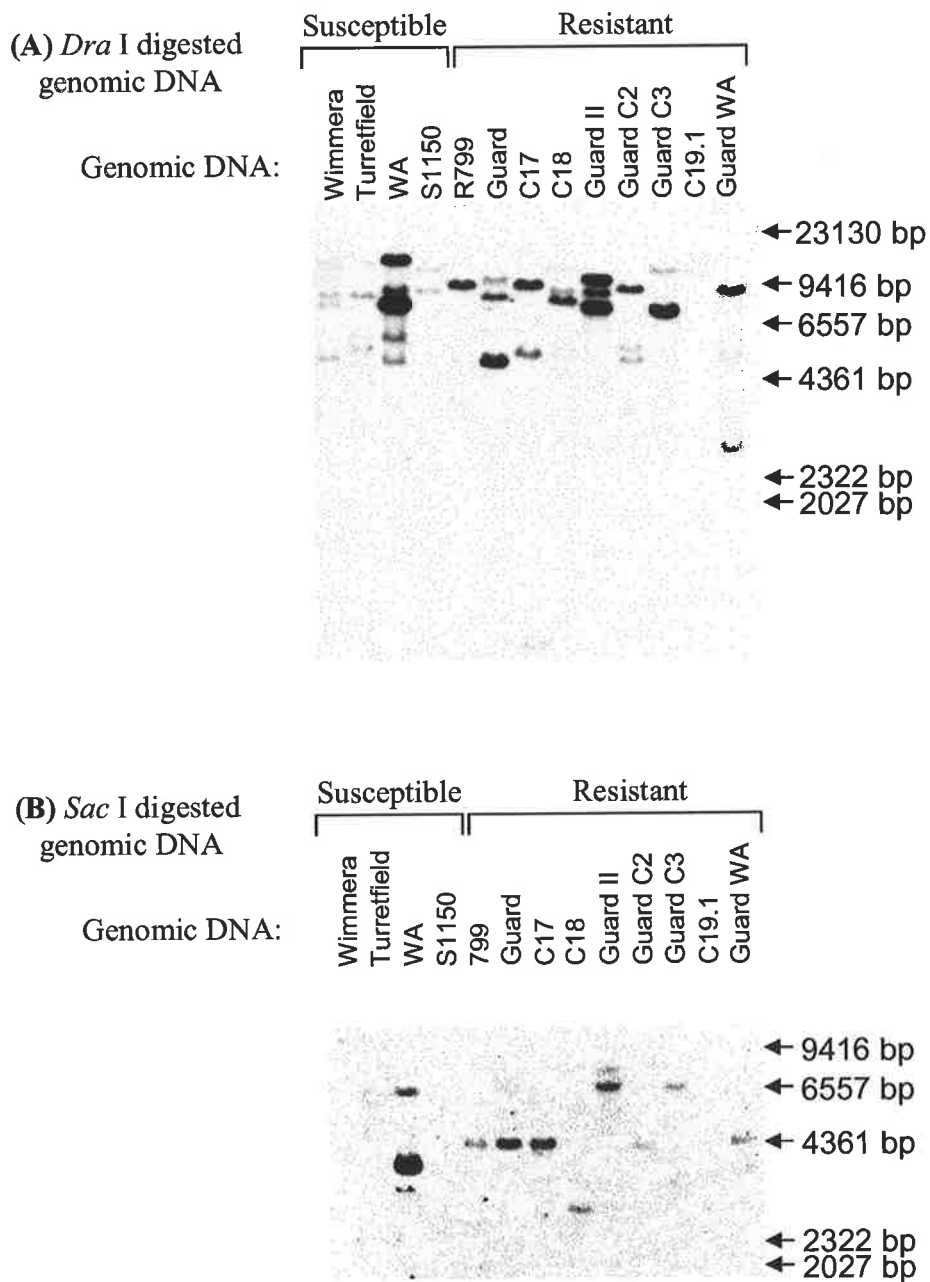 Susceptible Resistant
(A) Dra I digested
genomic DNA
Genomic DNA:
Wimmera
Turretfield
WA
S1150
R799
Guard
C17
C18
Guard II
Guard C2
Guard C3
C19.1
Guard WA
23130 bp
9416 bp
6557 bp
4361 bp
2322 bp
2027 bp
Susceptible Resistant
(B) Sac I digested
genomic DNA
Genomic DNA:
Wimmera
Turretfield
WA
S1150
799
Guard
C17
C18
Guard II
Guard C2
Guard C3
C19.1
Guard WA
9416 bp
6557 bp
4361 bp
2322 bp
2027 bp